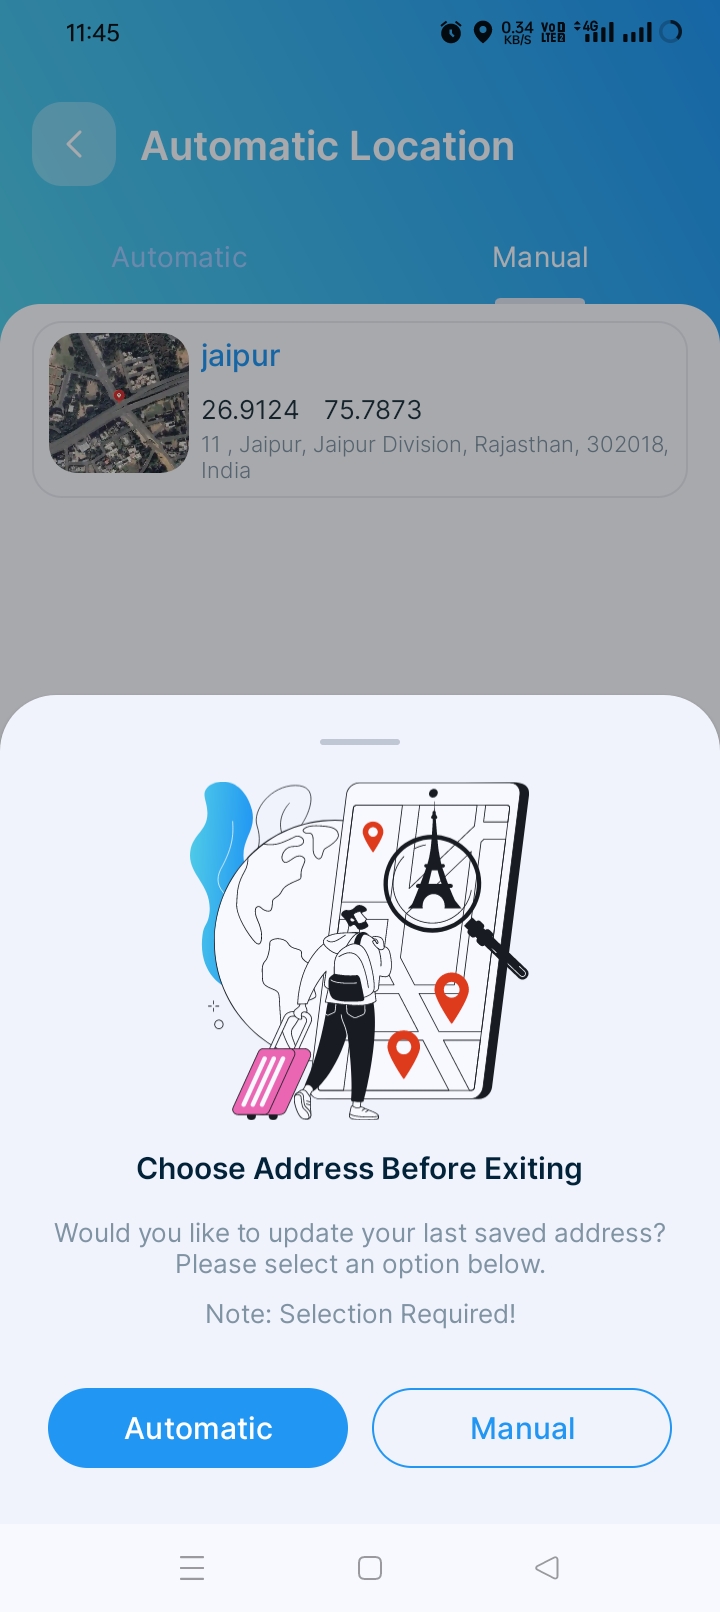 11:45
0.34
KB/S
Vo 1
LTE 2
4G
Automatic Location
Automatic
Manual
jaipur
26.9124 75.7873
11 , Jaipur, Jaipur Division, Rajasthan, 302018,
India
Choose Address Before Exiting
Would you like to update your last saved address?
Please select an option below.
Note: Selection Required!
Automatic
Manual